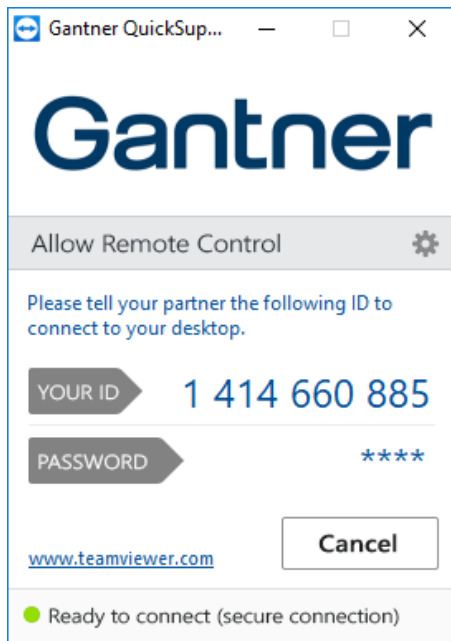 Gantner QuickSup...
Gantner
Allow Remote Control
Please tell your partner the following ID to
connect to your desktop.
YOUR ID 1 414 660 885
PASSWORD ****
www.teamviewer.com Cancel
Ready to connect (secure connection)